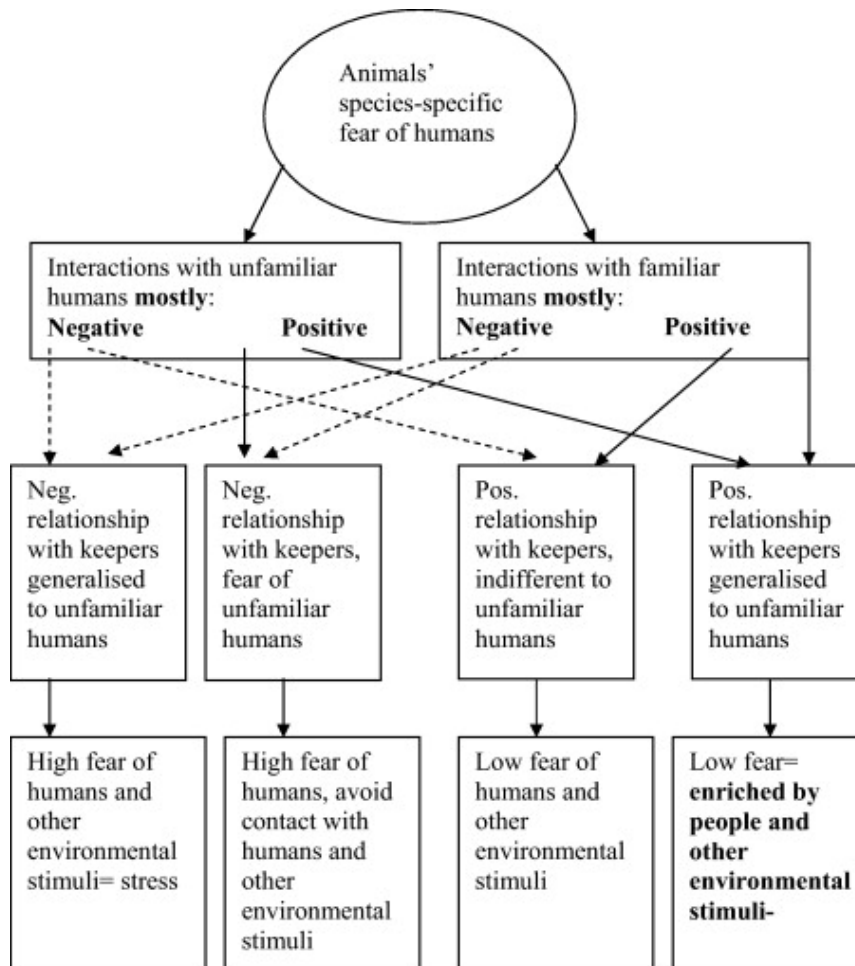 Animals’
species-specific
fear of humans
Interactions with unfamiliar
humans mostly:
Negative Positive
Interactions with familiar
humans mostly:
Negative Positive
Neg.
relationship
with keepers
generalised
to unfamiliar
humans
Neg.
relationship
with keepers,
fear of
unfamiliar
humans
Pos.
relationship
with keepers,
indifferent to
unfamiliar
humans
Pos.
relationship
with keepers
generalised
to unfamiliar
humans
High fear of
humans and
other
environmental
stimuli= stress
High fear of
humans, avoid
contact with
humans and
other
environmental
stimuli
Low fear of
humans and
other
environmental
stimuli
Low fear=
enriched by
people and
other
environmental
stimuli-